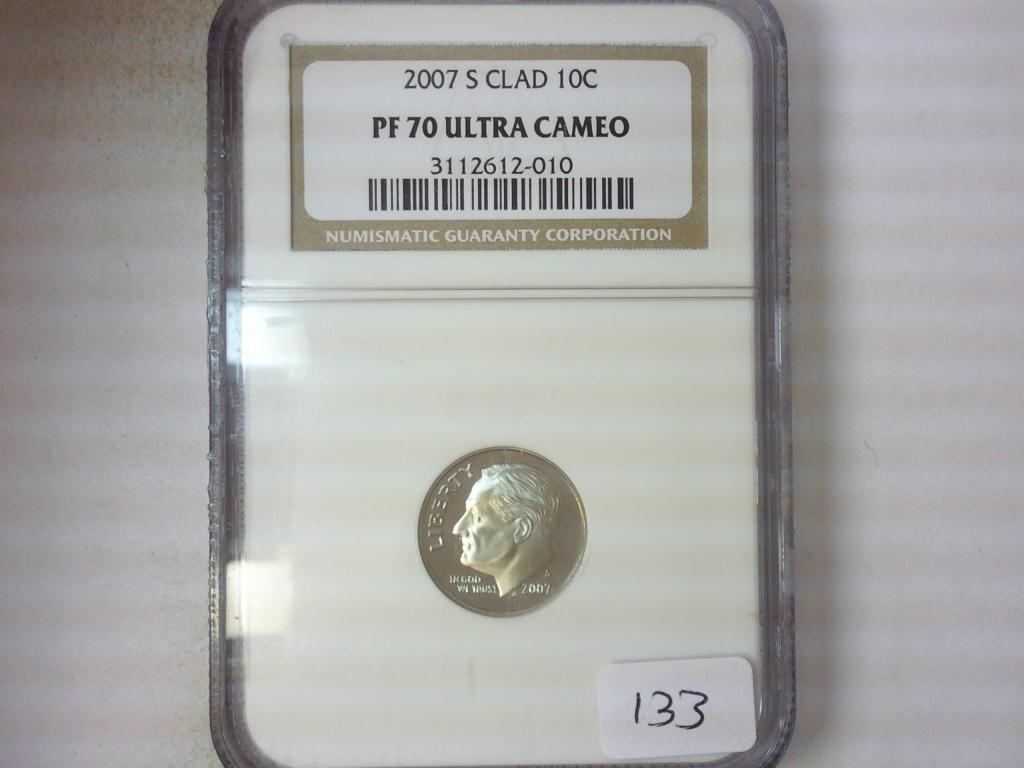 2007 S CLAD 10C
PF 70 ULTRA CAMEO
3112612-010
NUMISMATIC GUARANTY CORPORATION
LIBERTY
IN GOD
WE TRUST
2007
133